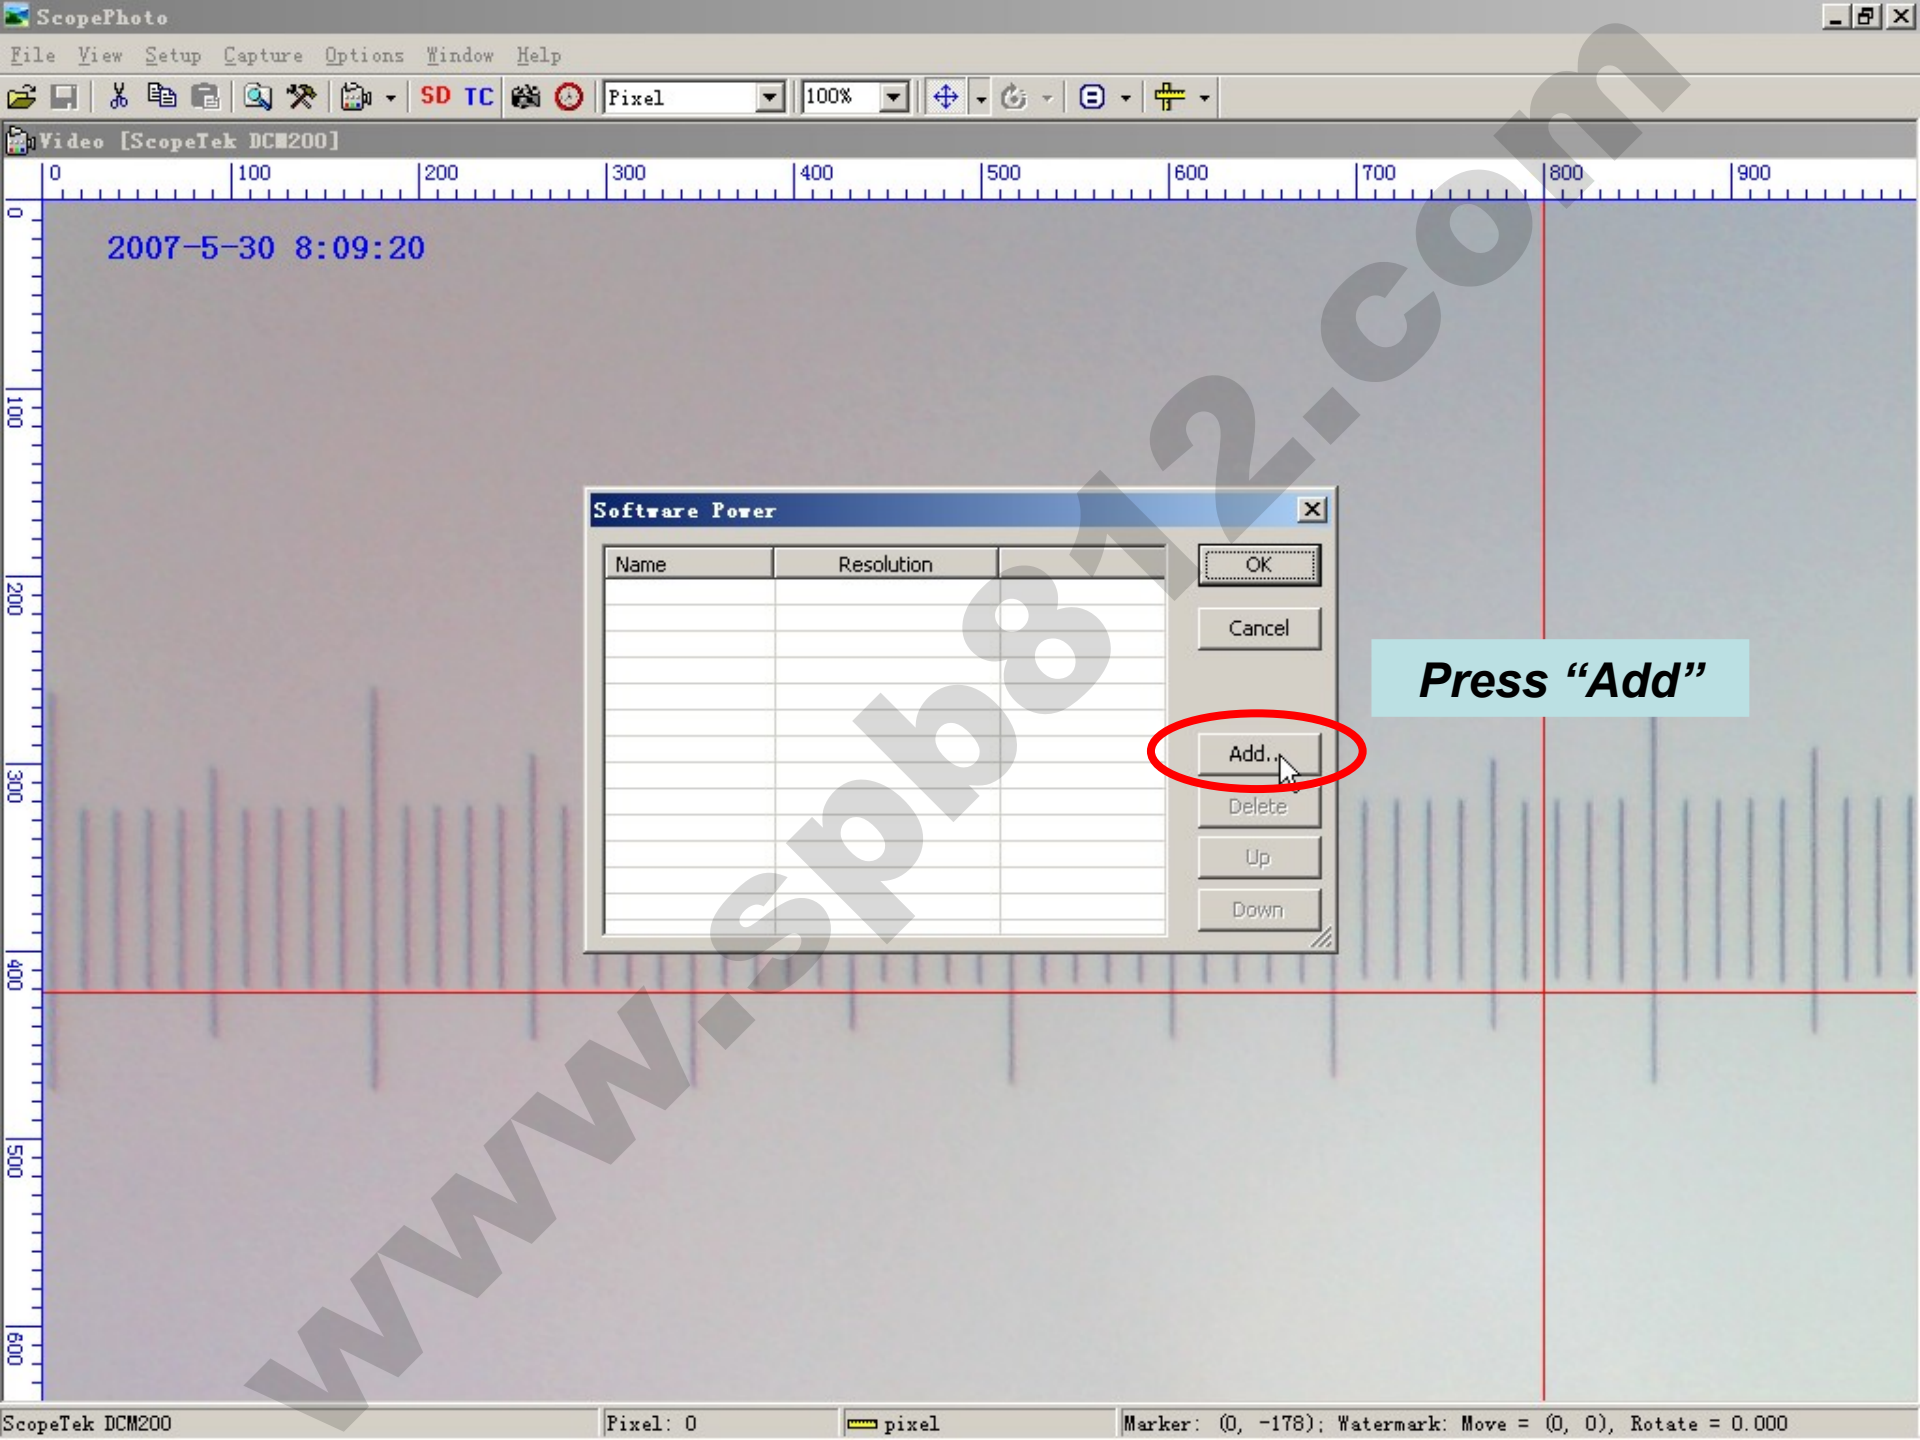 ScopePhoto
File View Setup Capture Options Window Help
SD TC Pixel 100%
Video [ScopeTek DCM200]
0 100 200 300 400 500 600 700 800 900
0
100
200
300
400
500
600
2007-5-30 8:09:20
Software Power
Name Resolution
OK
Cancel
Press “Add”
Add...
Delete
Up
Down
www.spb812.com
ScopeTek DCM200 Pixel: 0 pixel Marker: (0, -178); Watermark: Move = (0, 0), Rotate = 0.000